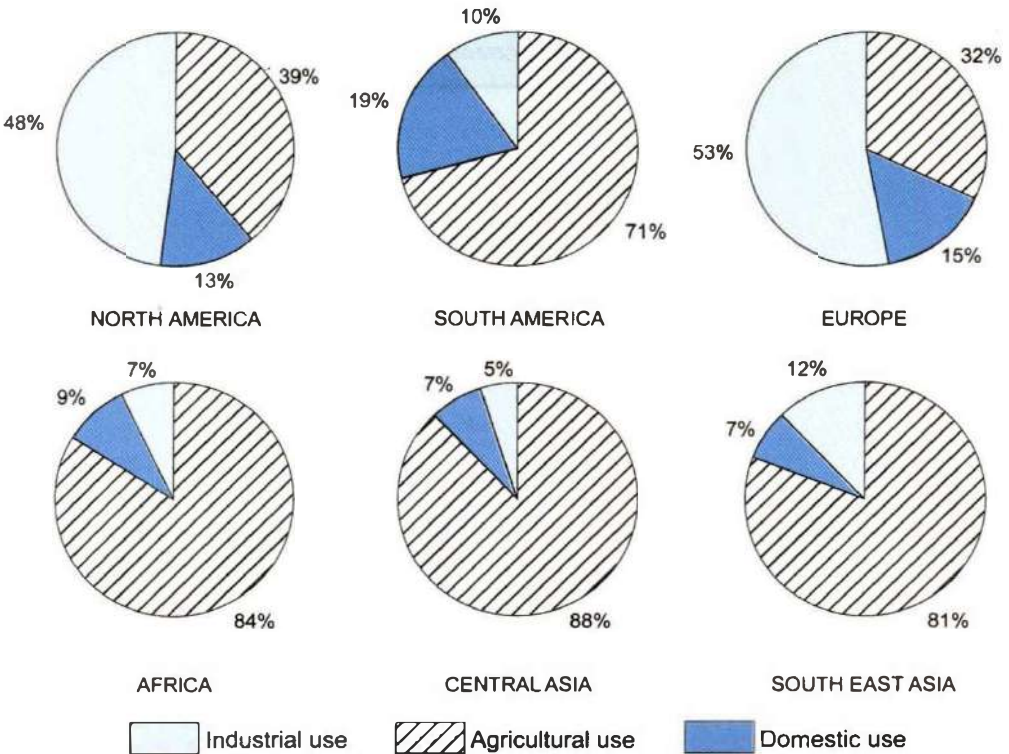 10%
39%
32%
19%
48%
53%
71%
15%
13%
NORTH AMERICA
SOUTH AMERICA
EUROPE
7%
5%
12%
9%
7%
7%
84%
88%
81%
AFRICA
CENTRAL ASIA
SOUTH EAST ASIA
Industrial use
Agricultural use
Domestic use